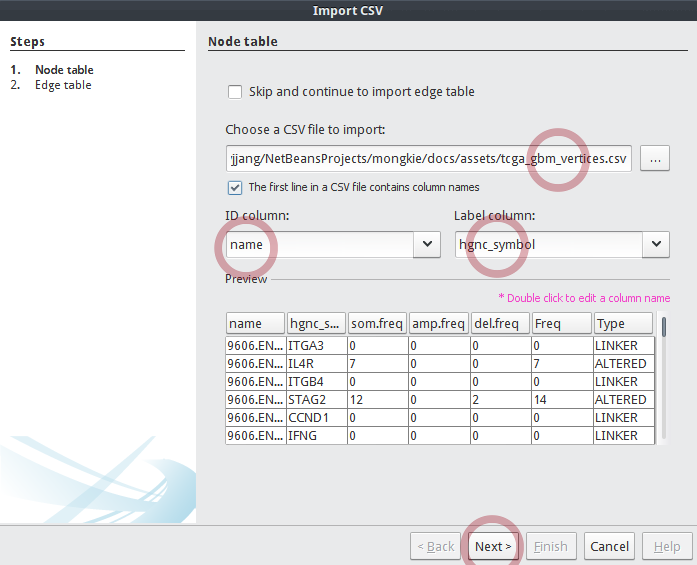 Import CSV
Steps
1. Node table
2. Edge table
Node table
Skip and continue to import edge table
Choose a CSV file to import:
jjang/NetBeansProjects/mongkie/docs/assets/tcga_gbm_vertices.csv ...
The first line in a CSV file contains column names
ID column: Label column:
name hgnc_symbol
Preview
* Double click to edit a column name
name hgnc_s... som.freq amp.freq del.freq Freq Type
9606.EN... ITGA3 0 0 0 0 LINKER
9606.EN... IL4R 7 0 0 7 ALTERED
9606.EN... ITGB4 0 0 0 0 LINKER
9606.EN... STAG2 12 0 2 14 ALTERED
9606.EN... CCND1 0 0 0 0 LINKER
9606.EN... IFNG 0 0 0 0 LINKER
< Back Next > Finish Cancel Help